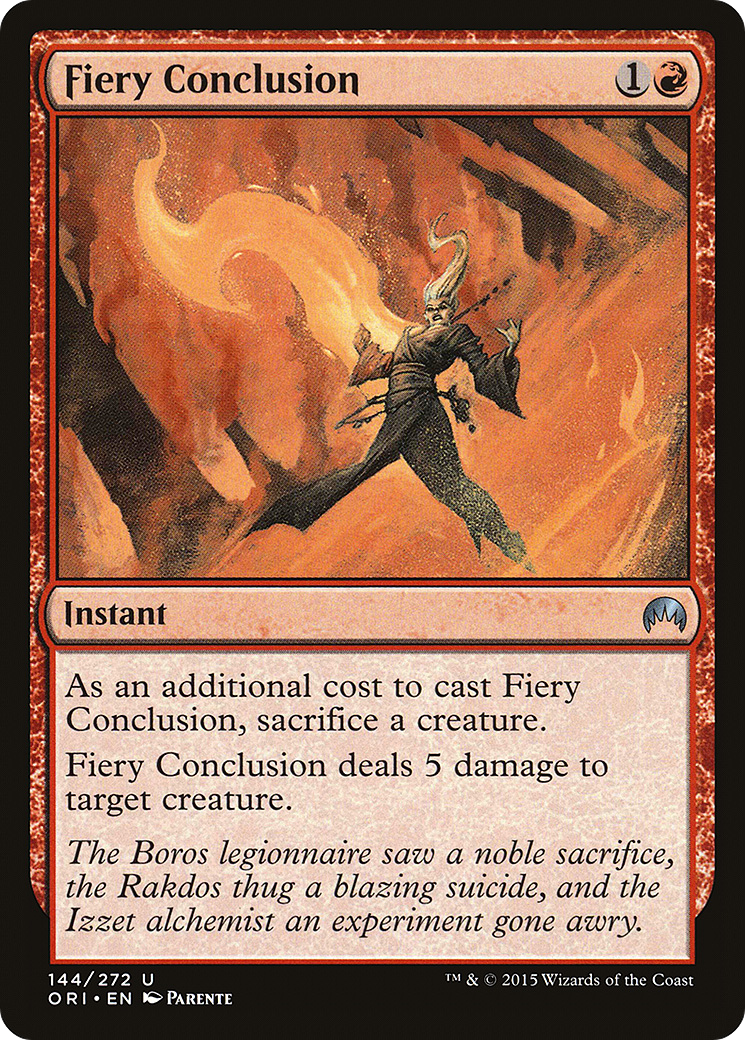 Fiery Conclusion 1
Instant
As an additional cost to cast Fiery
Conclusion, sacrifice a creature.
Fiery Conclusion deals 5 damage to
target creature.
The Boros legionnaire saw a noble sacrifice,
the Rakdos thug a blazing suicide, and the
Izzet alchemist an experiment gone awry.
144/272 U
ORI • EN PARENTE
™ & © 2015 Wizards of the Coast